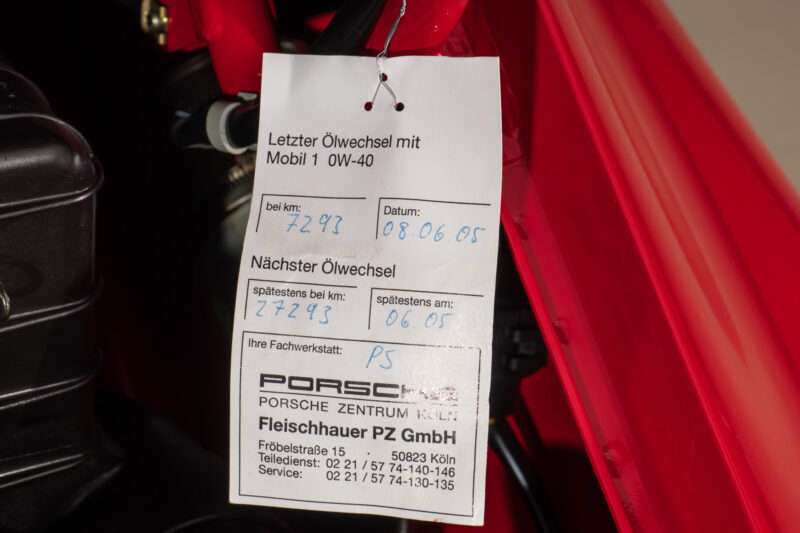 Letzter Ölwechsel mit
Mobil 1 0W-40
bei km: Datum:
7293 08.06.05
Nächster Ölwechsel
spätestens bei km: spätestens am:
27293 06.05
Ihre Fachwerkstatt: PS
PORSCHE
PORSCHE ZENTRUM KÖLN
Fleischhauer PZ GmbH
Fröbelstraße 15 · 50823 Köln
Teiledienst: 02 21 / 57 74-140-146
Service: 02 21 / 57 74-130-135